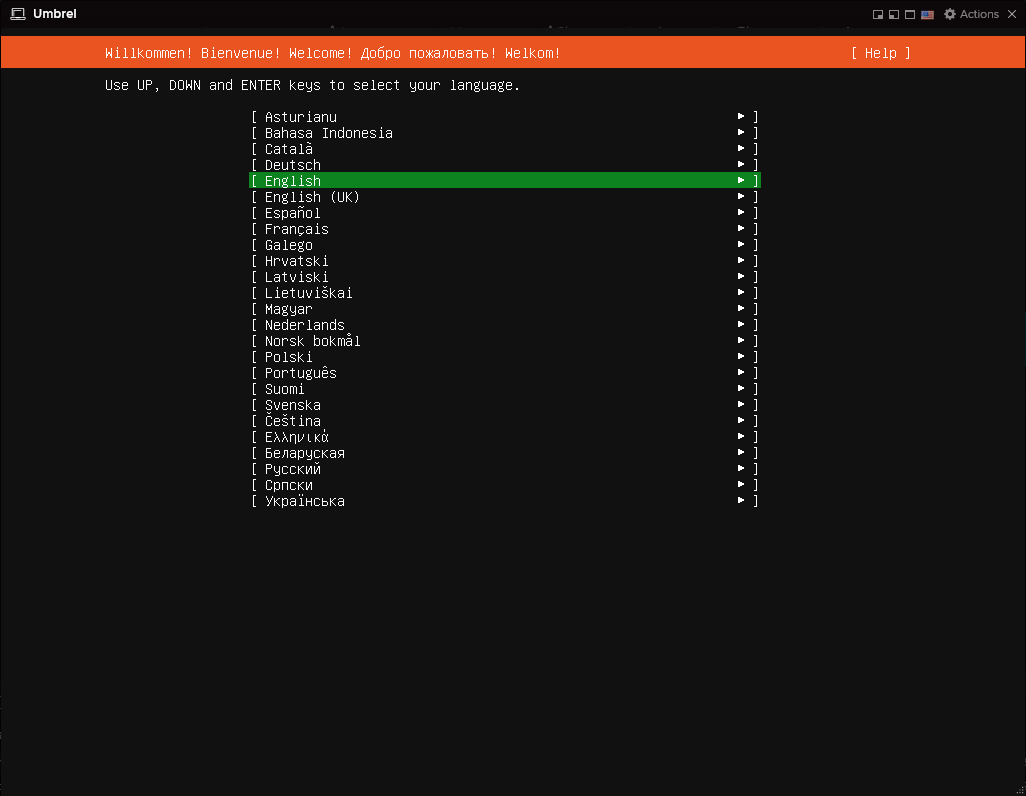 Umbrel Actions
Willkommen! Bienvenue! Welcome! Добро пожаловать! Welkom! [ Help ]
Use UP, DOWN and ENTER keys to select your language.
[ Asturianu ► ]
[ Bahasa Indonesia ► ]
[ Català ► ]
[ Deutsch ► ]
[ English ► ]
[ English (UK) ► ]
[ Español ► ]
[ Français ► ]
[ Galego ► ]
[ Hrvatski ► ]
[ Latviski ► ]
[ Lietuviškai ► ]
[ Magyar ► ]
[ Nederlands ► ]
[ Norsk bokmål ► ]
[ Polski ► ]
[ Português ► ]
[ Suomi ► ]
[ Svenska ► ]
[ Čeština ► ]
[ Ελληνικά ► ]
[ Беларуская ► ]
[ Русский ► ]
[ Српски ► ]
[ Українська ► ]